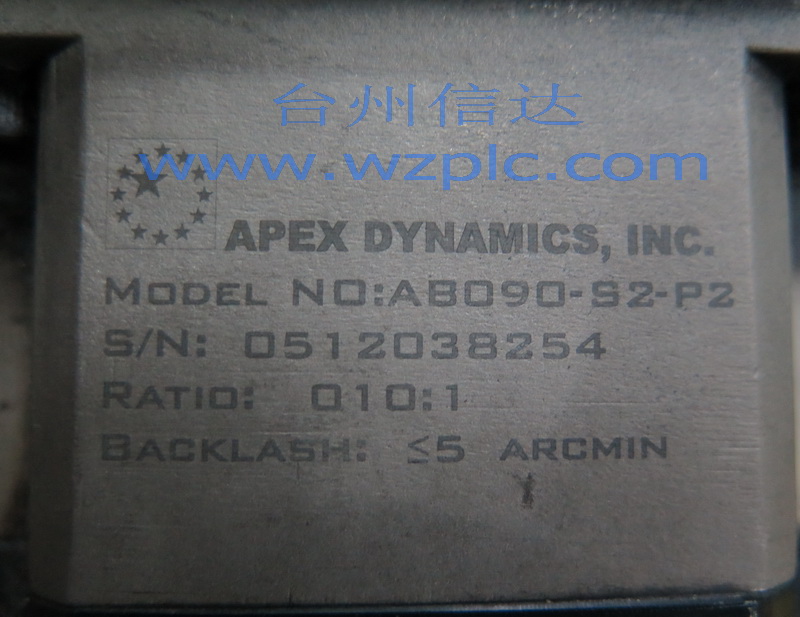 台州信达
www.wzplc.com
APEX DYNAMICS, INC.
MODEL NO:AB090-S2-P2
S/N: 0512038254
RATIO: 010:1
BACKLASH: ≤5 ARCMIN